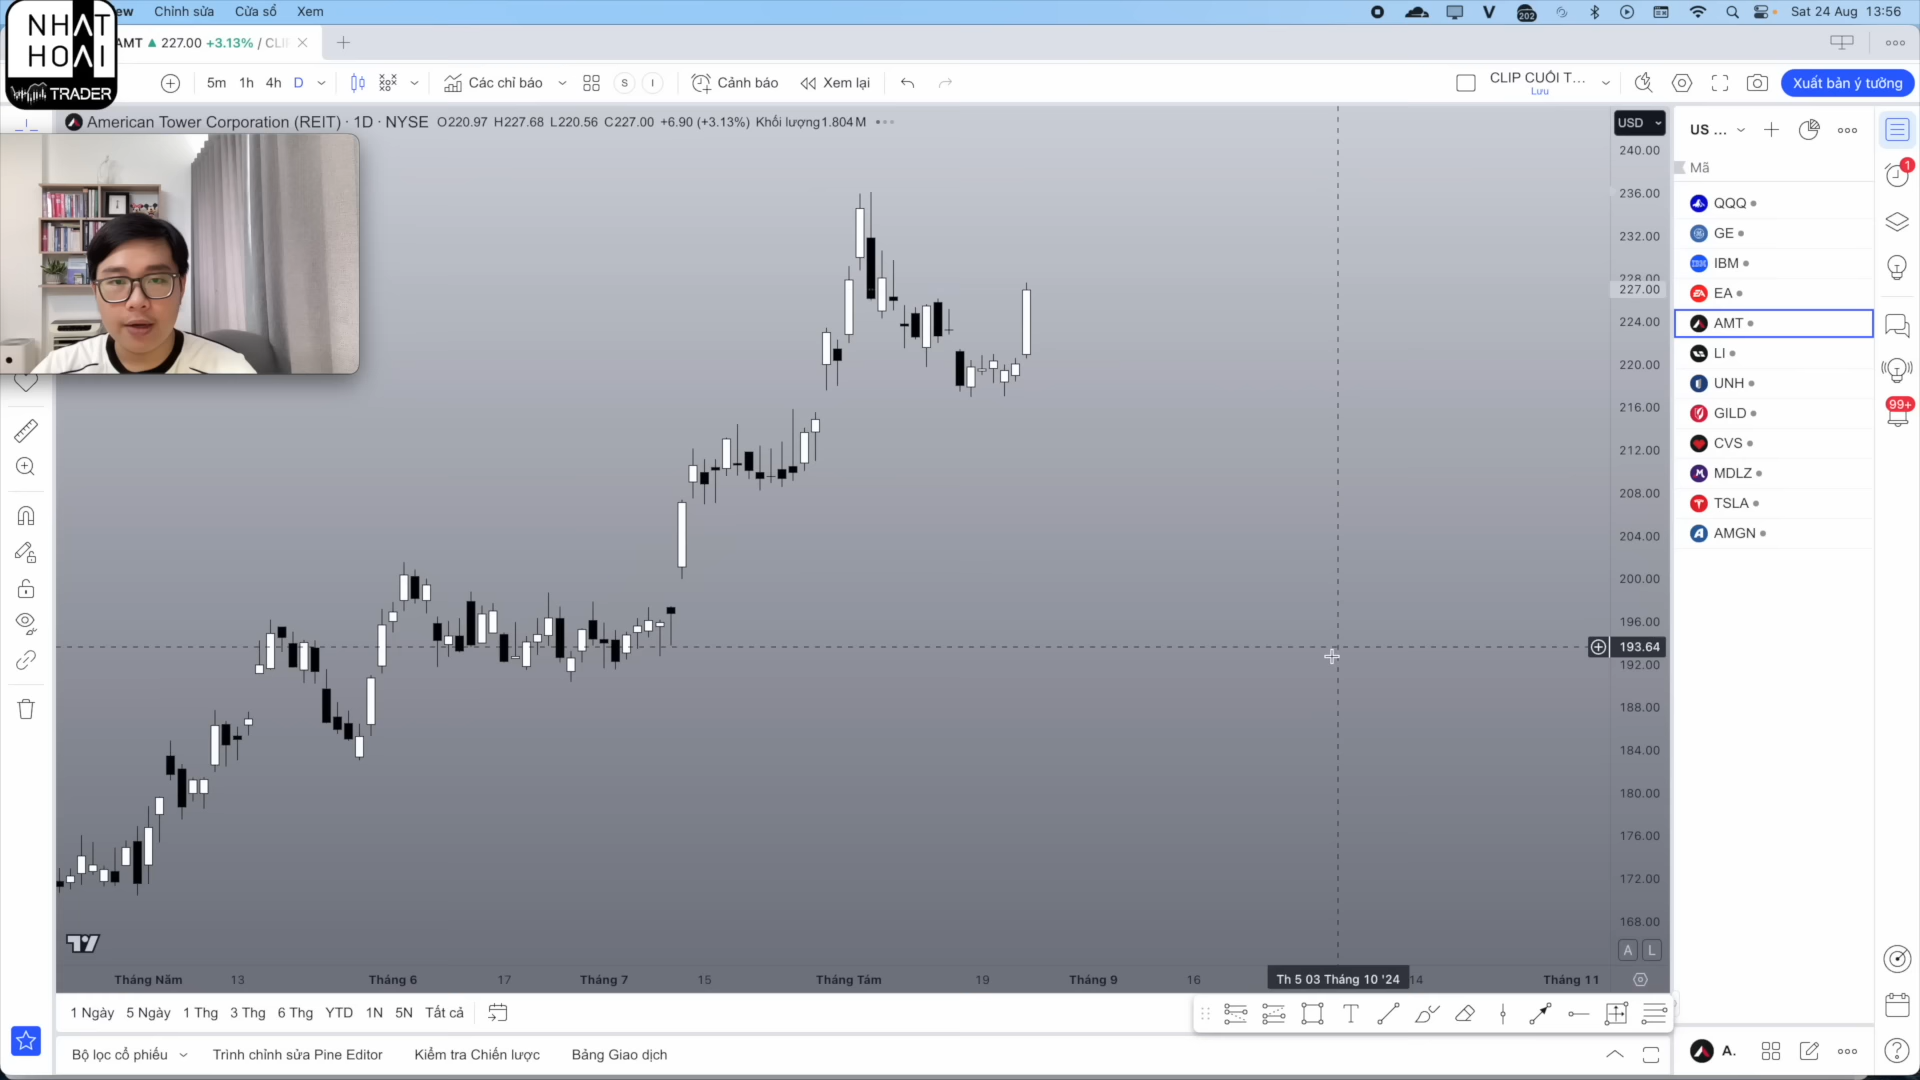 ew Chỉnh sửa Cửa sổ Xem
202
Sat 24 Aug 13:56
NHAT
HOAI
TRADER
AMT 227.00 +3.13% / CLI
5m 1h 4h D
Các chỉ báo
S I
Cảnh báo
Xem lại
CLIP CUỐI T...
Lưu
Xuất bản ý tưởng
American Tower Corporation (REIT) · 1D · NYSE O220.97 H227.68 L220.56 C227.00 +6.90 (+3.13%) Khối lượng1.804 M
USD
240.00
236.00
232.00
228.00
227.00
224.00
220.00
216.00
212.00
208.00
204.00
200.00
196.00
193.64
192.00
188.00
184.00
180.00
176.00
172.00
168.00
A L
US ...
Mã
QQQ
GE
IBM
EA
AMT
LI
UNH
GILD
CVS
MDLZ
TSLA
AMGN
1
99+
Tháng Năm 13 Tháng 6 17 Tháng 7 15 Tháng Tám 19 Tháng 9 16 Th 5 03 Tháng 10 '24 14 Tháng 11
1 Ngày 5 Ngày 1 Thg 3 Thg 6 Thg YTD 1N 5N Tất cả
Bộ lọc cổ phiếu Trình chỉnh sửa Pine Editor Kiểm tra Chiến lược Bảng Giao dịch
A.